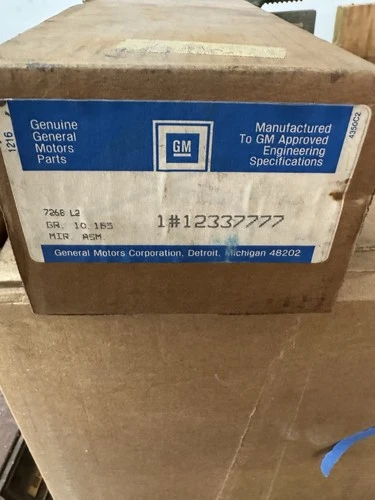 1216
Genuine
General
Motors
Parts
GM
Manufactured
To GM Approved
Engineering
Specifications
4350C2
7268 L2
GR. 10.185
MIR. ASM
1#12337777
General Motors Corporation, Detroit, Michigan 48202